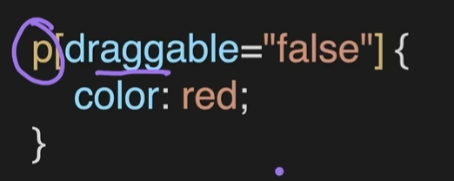 p[draggable="false"] {
color: red;
}